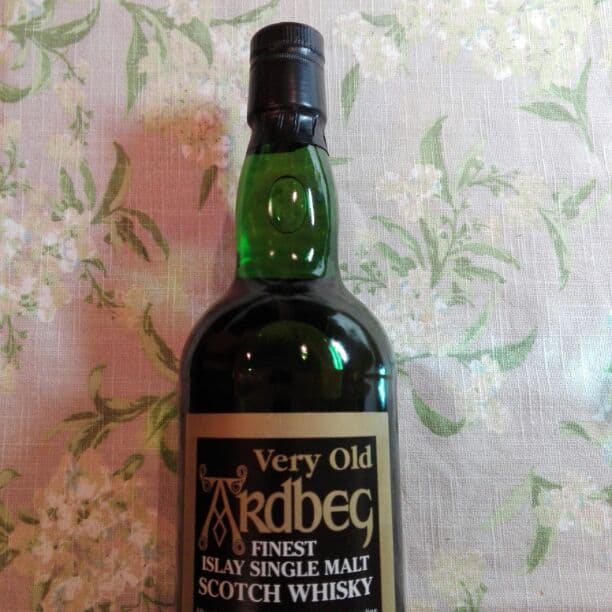 Very Old
ARDBEG
FINEST
ISLAY SINGLE MALT
SCOTCH WHISKY